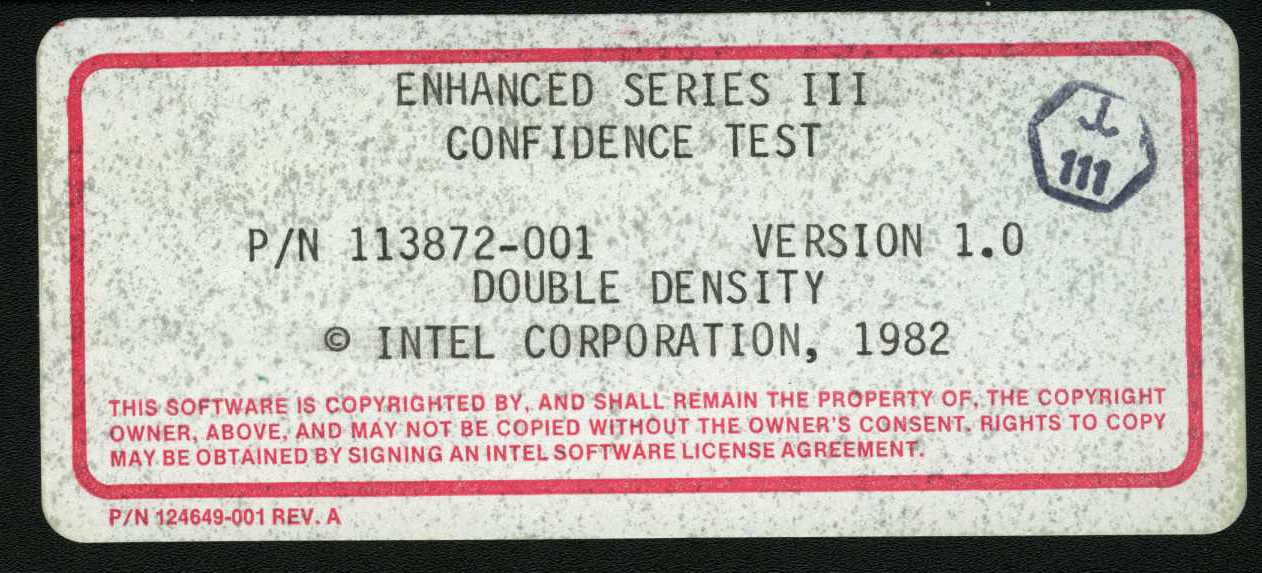 ENHANCED SERIES III
CONFIDENCE TEST
P/N 113872-001 VERSION 1.0
DOUBLE DENSITY
© INTEL CORPORATION, 1982
THIS SOFTWARE IS COPYRIGHTED BY, AND SHALL REMAIN THE PROPERTY OF, THE COPYRIGHT
OWNER, ABOVE, AND MAY NOT BE COPIED WITHOUT THE OWNER'S CONSENT. RIGHTS TO COPY
MAY BE OBTAINED BY SIGNING AN INTEL SOFTWARE LICENSE AGREEMENT.
P/N 124649-001 REV. A
111